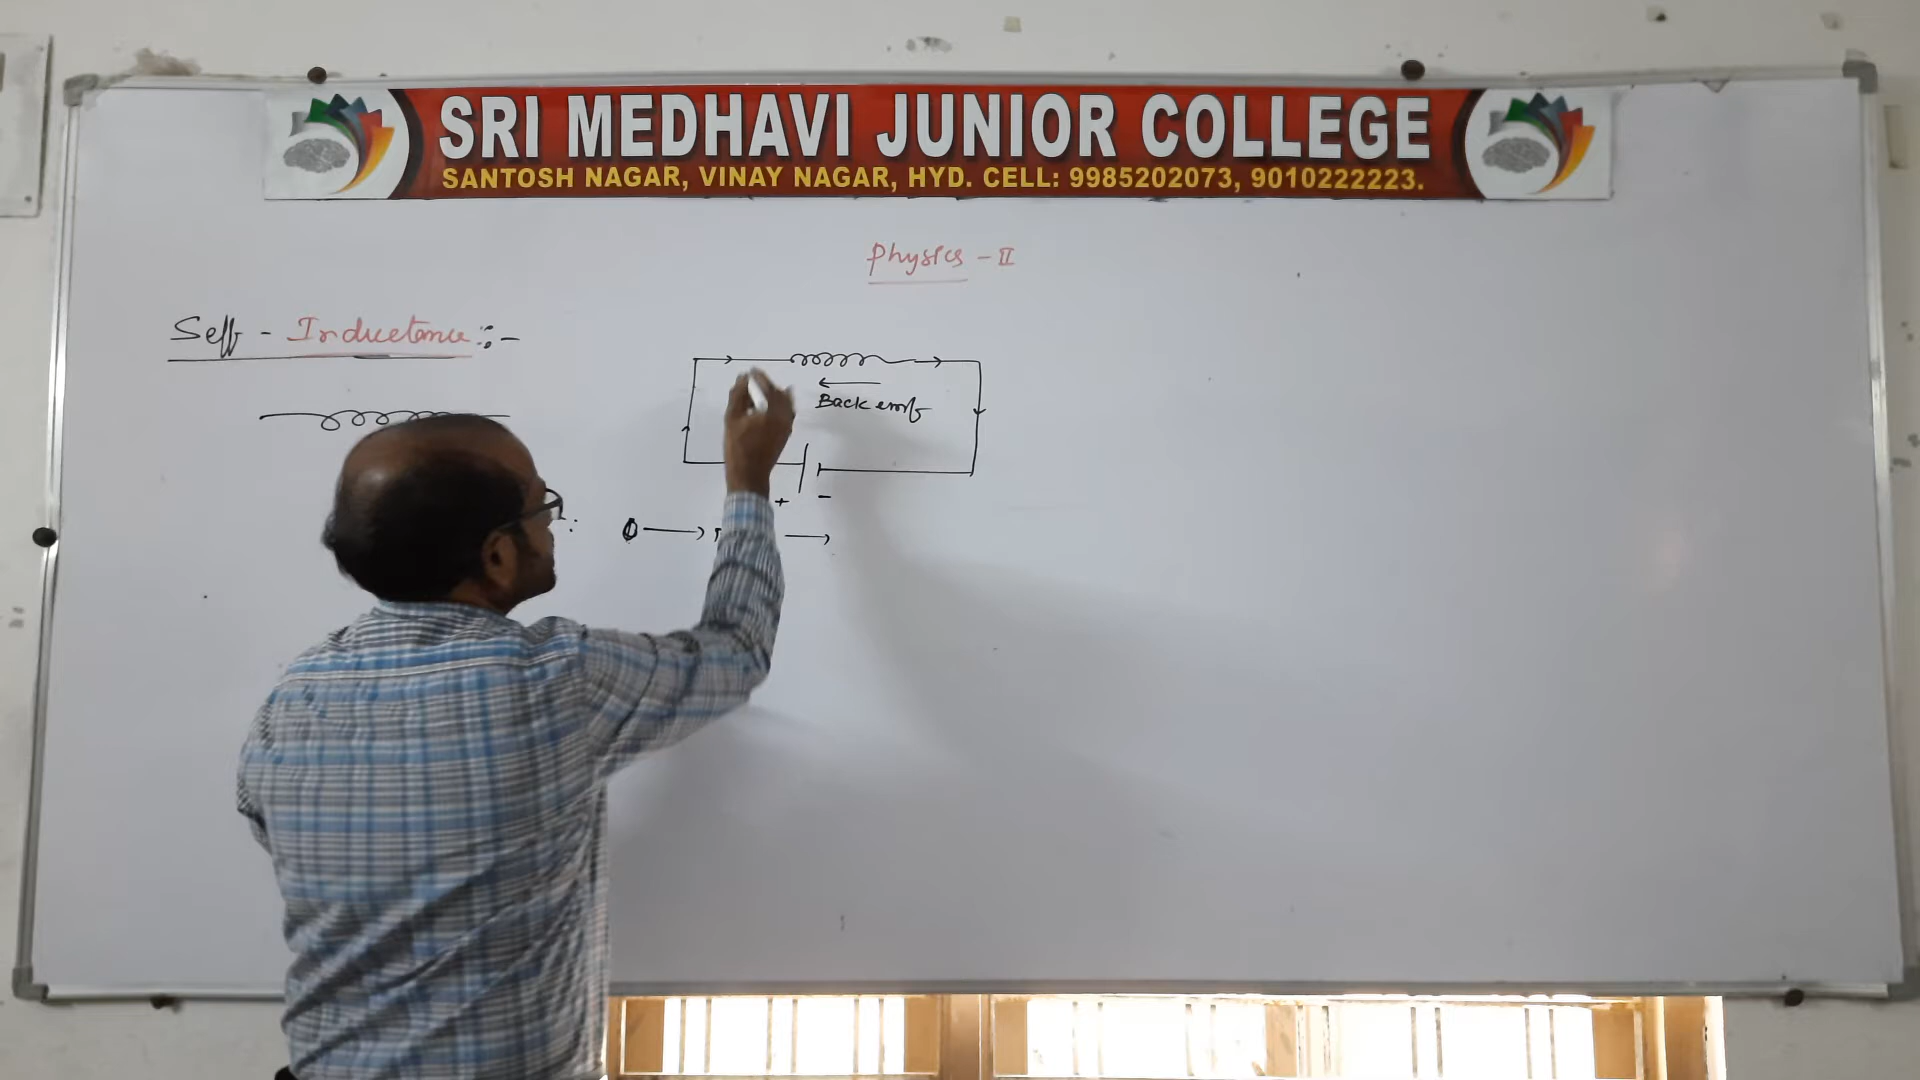 SRI MEDHAVI JUNIOR COLLEGE
SANTOSH NAGAR, VINAY NAGAR, HYD. CELL: 9985202073, 9010222223.
Physics - II
Self - Inductance :-
Back emf
+ -